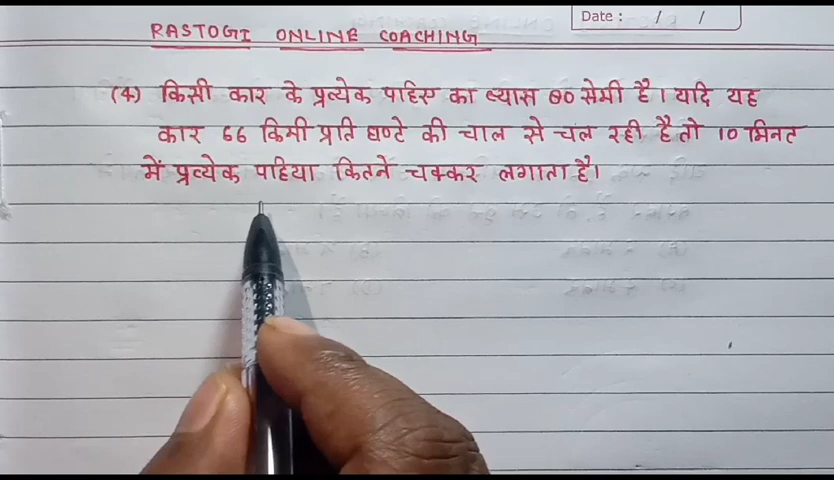 Date : / /
RASTOGI ONLINE COACHING
(4) किसी कार के प्रत्येक पहिए का व्यास 80 सेमी है। यदि यह
कार 66 किमी प्रति घण्टे की चाल से चल रही है तो 10 मिनट
में प्रत्येक पहिया कितने चक्कर लगाता है।